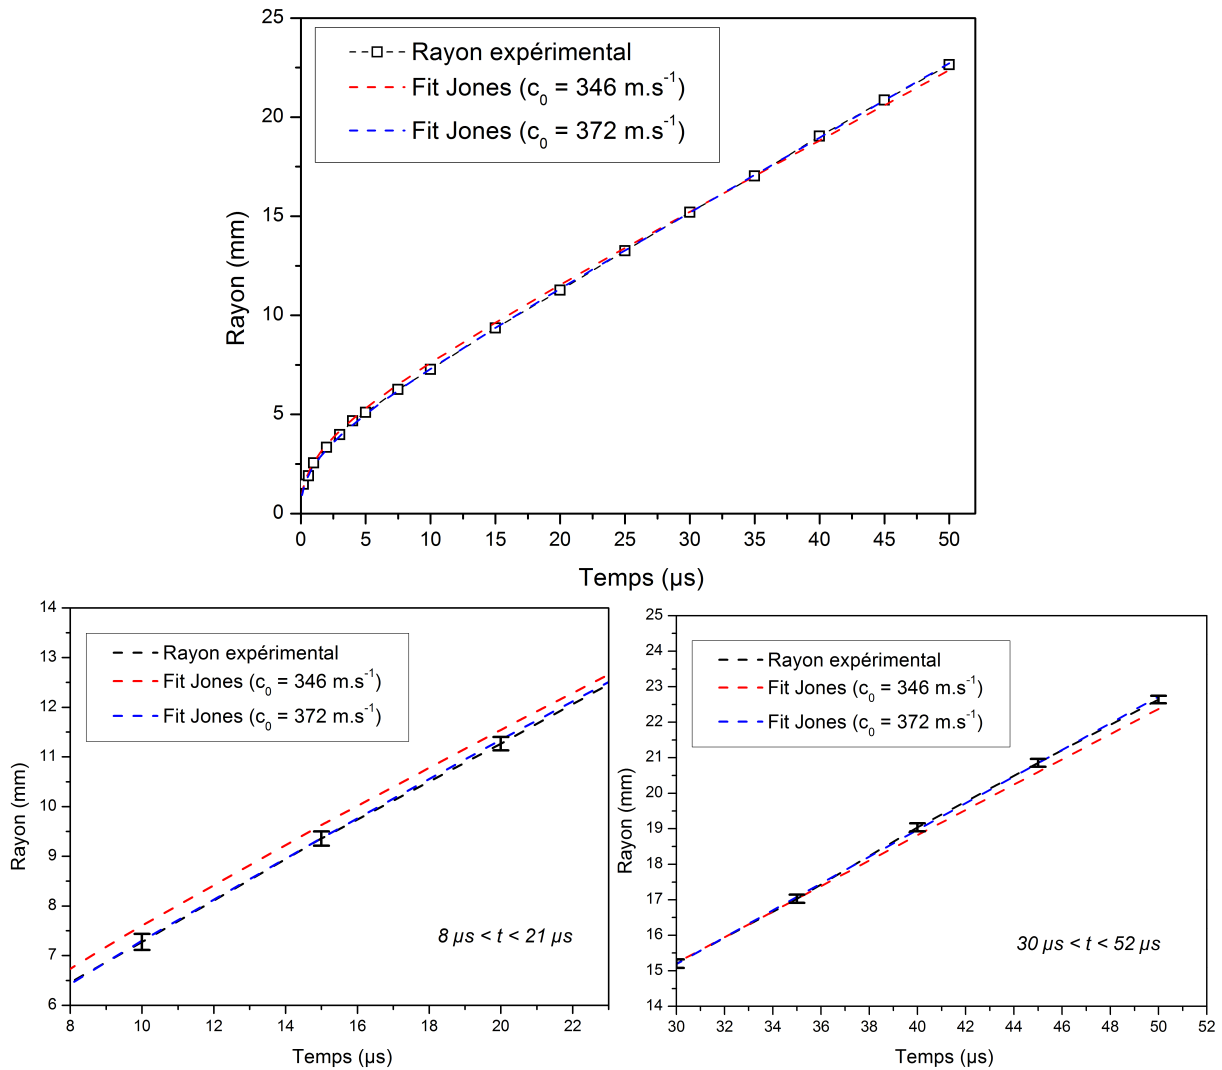 25
20
15
10
5
0
Rayon (mm)
Rayon expérimental
Fit Jones (c₀ = 346 m.s⁻¹)
Fit Jones (c₀ = 372 m.s⁻¹)
0 5 10 15 20 25 30 35 40 45 50
Temps (µs)
14
13
12
11
10
9
8
7
6
Rayon (mm)
Rayon expérimental
Fit Jones (c₀ = 346 m.s⁻¹)
Fit Jones (c₀ = 372 m.s⁻¹)
8 µs < t < 21 µs
8 10 12 14 16 18 20 22
Temps (µs)
25
24
23
22
21
20
19
18
17
16
15
14
Rayon (mm)
Rayon expérimental
Fit Jones (c₀ = 346 m.s⁻¹)
Fit Jones (c₀ = 372 m.s⁻¹)
30 µs < t < 52 µs
30 32 34 36 38 40 42 44 46 48 50 52
Temps (µs)